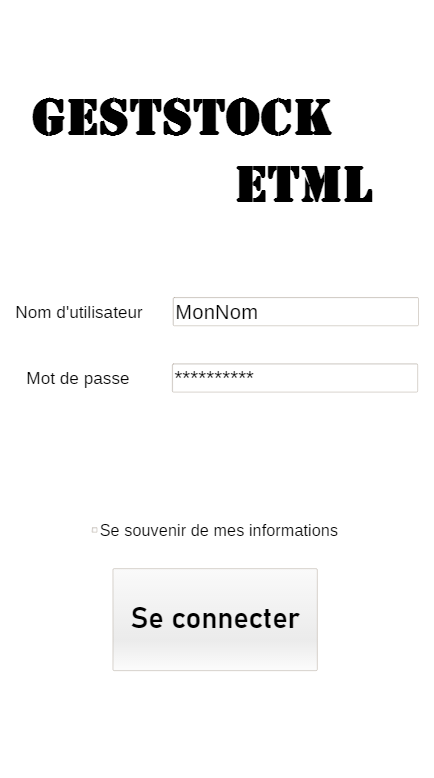 GESTSTOCK
ETML
Nom d'utilisateur MonNom
Mot de passe **********
Se souvenir de mes informations
Se connecter